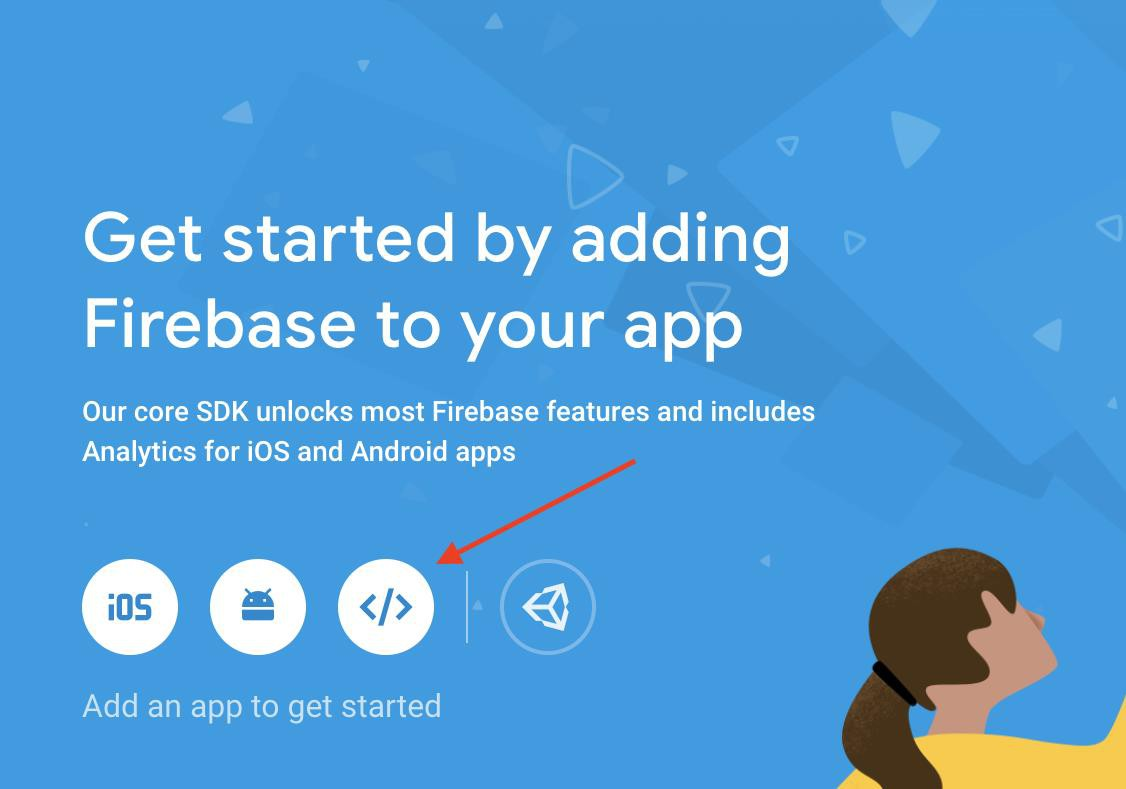 Get started by adding
Firebase to your app
Our core SDK unlocks most Firebase features and includes
Analytics for iOS and Android apps
iOS
Add an app to get started